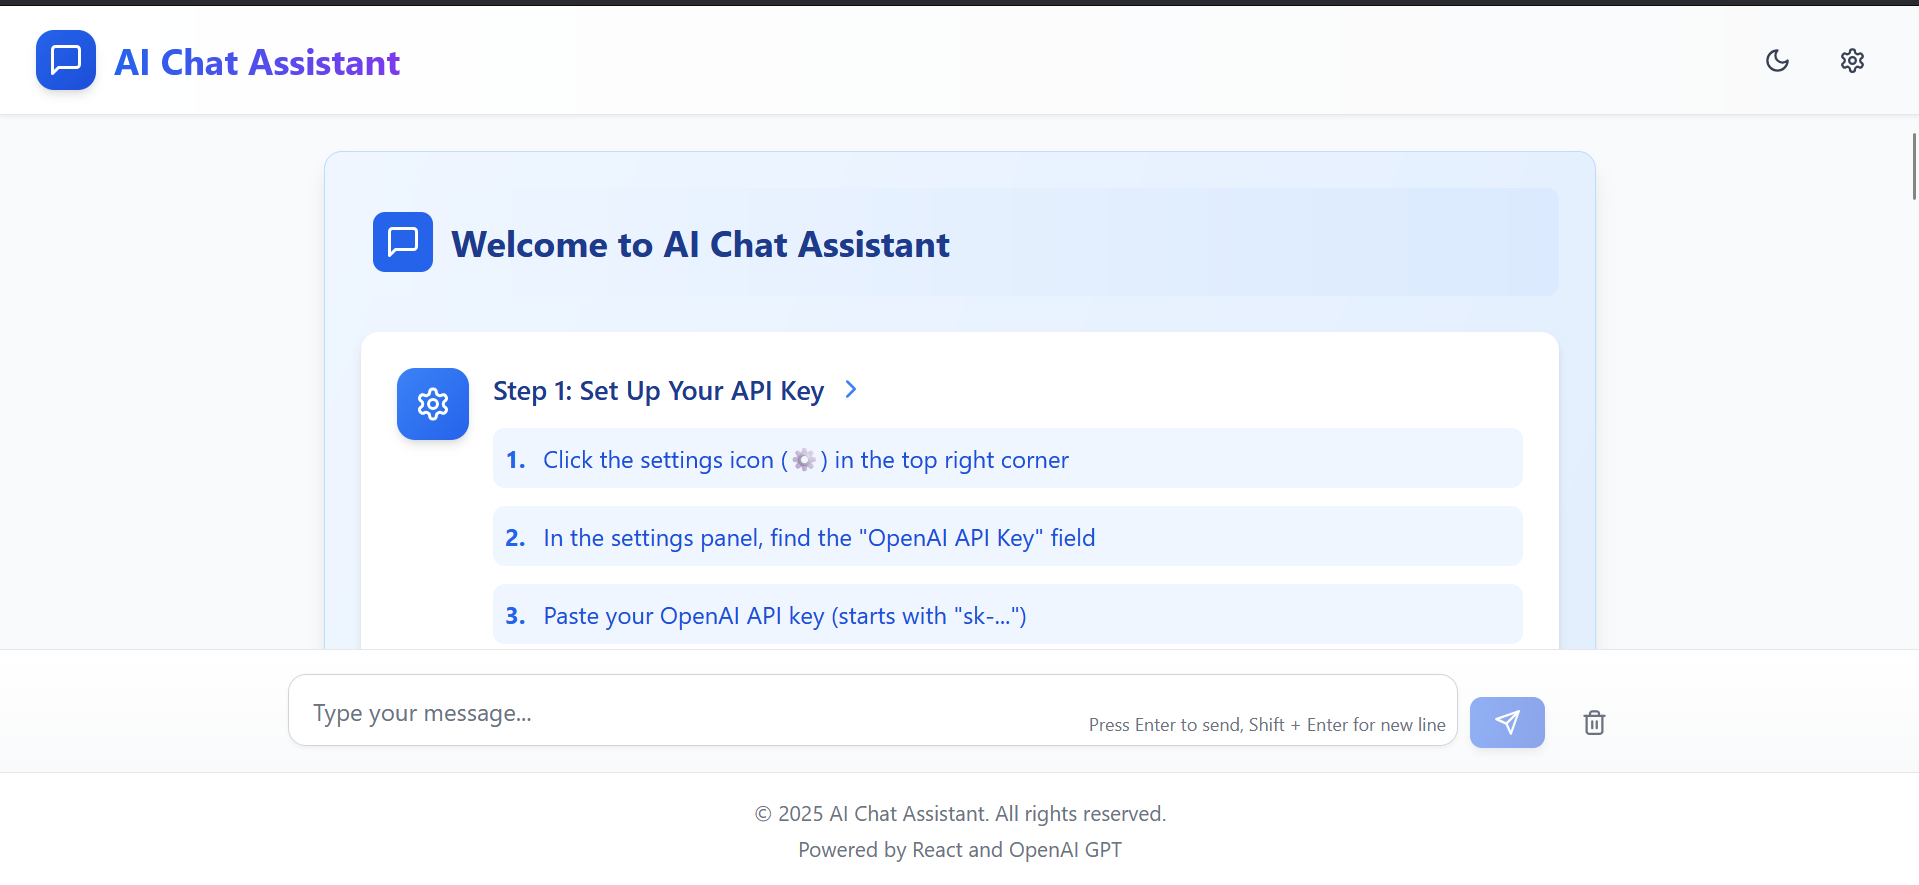 AI Chat Assistant
Welcome to AI Chat Assistant
Step 1: Set Up Your API Key
1. Click the settings icon (⚙️) in the top right corner
2. In the settings panel, find the "OpenAI API Key" field
3. Paste your OpenAI API key (starts with "sk-...")
Type your message...
Press Enter to send, Shift + Enter for new line
© 2025 AI Chat Assistant. All rights reserved.
Powered by React and OpenAI GPT